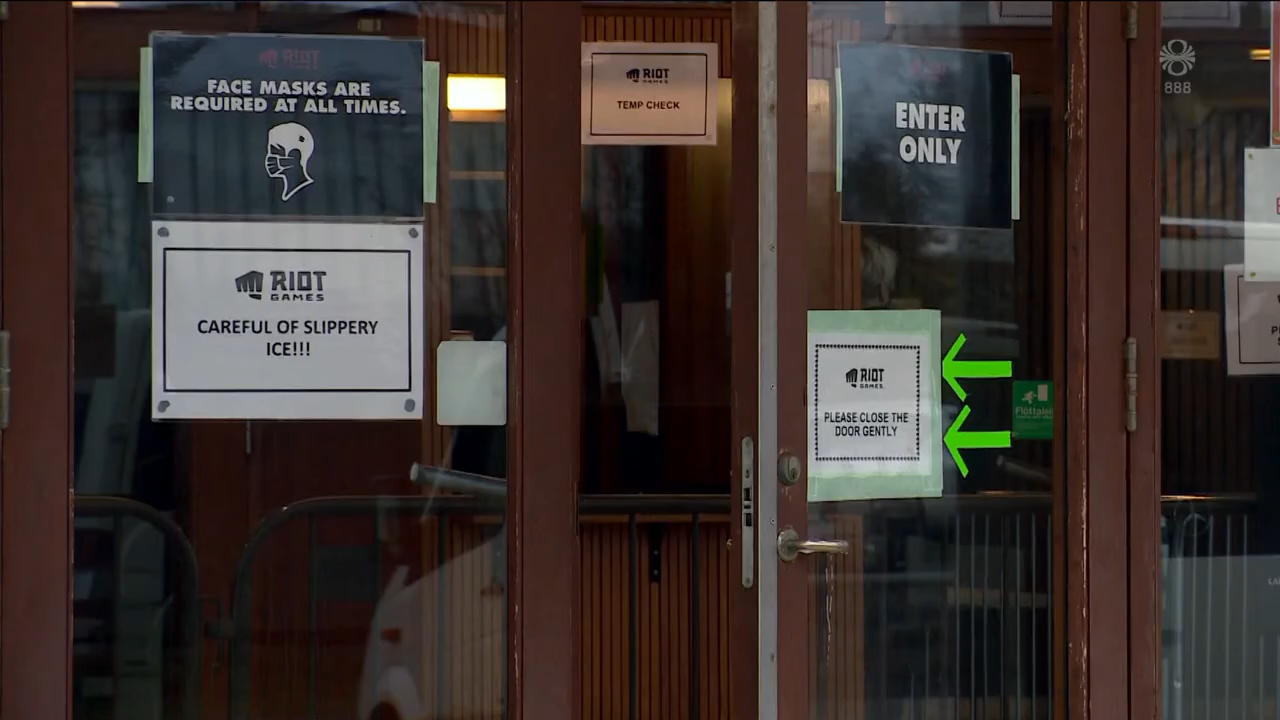 RIOT
FACE MASKS ARE
REQUIRED AT ALL TIMES.
RIOT
GAMES
CAREFUL OF SLIPPERY
ICE!!!
RIOT
GAMES
TEMP CHECK
ENTER
ONLY
RIOT
GAMES
PLEASE CLOSE THE
DOOR GENTLY
888